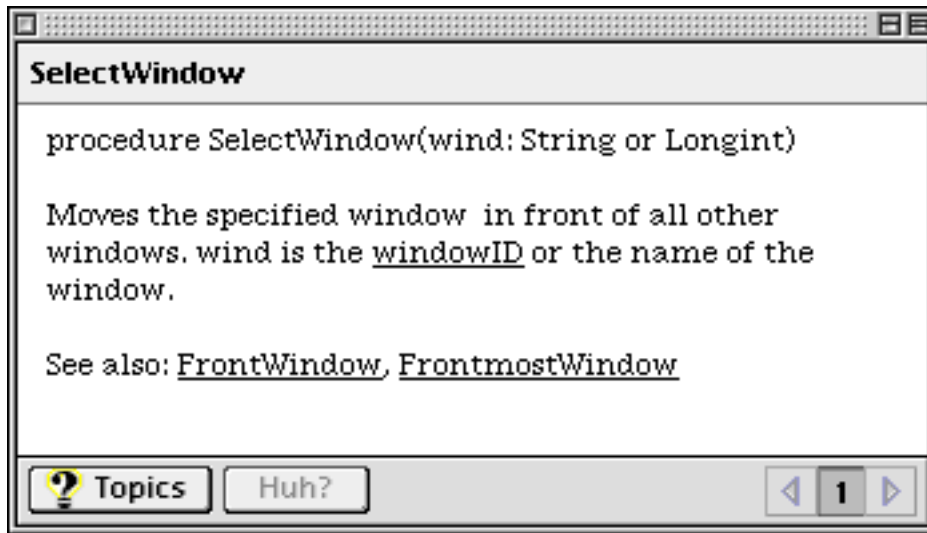 SelectWindow
procedure SelectWindow(wind: String or Longint)
Moves the specified window  in front of all other
windows. wind is the windowID or the name of the
window.
See also: FrontWindow, FrontmostWindow
? Topics
Huh?
1